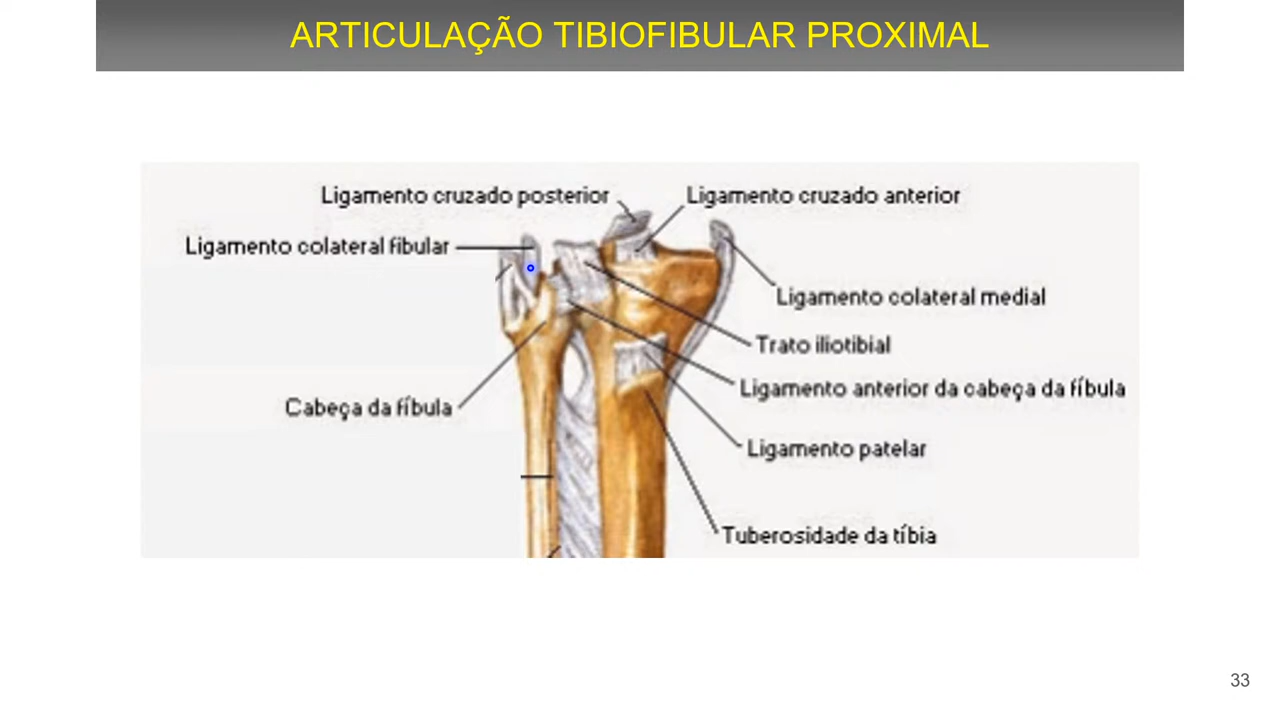 ARTICULAÇÃO TIBIOFIBULAR PROXIMAL
Ligamento cruzado posterior
Ligamento cruzado anterior
Ligamento colateral fibular
Ligamento colateral medial
Trato iliotibial
Ligamento anterior da cabeça da fíbula
Cabeça da fíbula
Ligamento patelar
Tuberosidade da tíbia
33